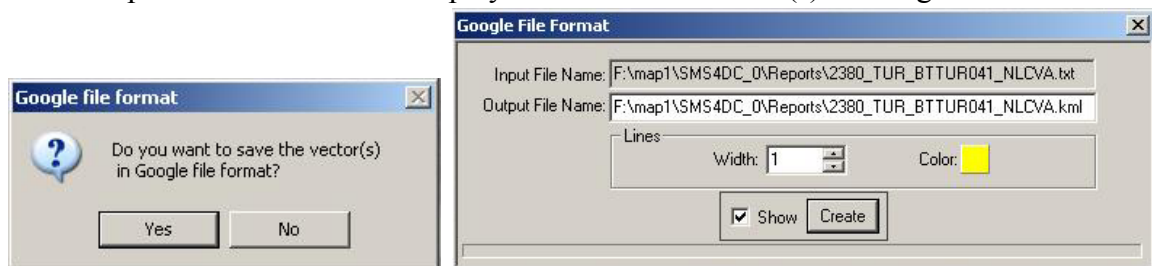 Google File Format
Input File Name: F:\map1\SMS4DC_0\Reports\2380_TUR_BTTUR041_NLCVA.txt
Output File Name: F:\map1\SMS4DC_0\Reports\2380_TUR_BTTUR041_NLCVA.kml
Lines
Width: 1 Color:
Show Create
Google file format
Do you want to save the vector(s)
in Google file format?
Yes No